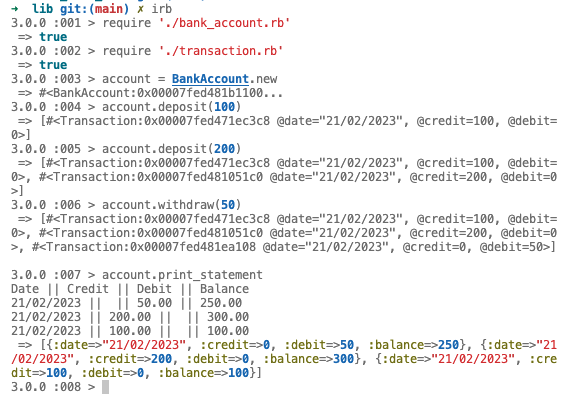 ➜  lib git:(main) ✗ irb
3.0.0 :001 > require './bank_account.rb'
 => true
3.0.0 :002 > require './transaction.rb'
 => true
3.0.0 :003 > account = BankAccount.new
 => #<BankAccount:0x00007fed481b1100...
3.0.0 :004 > account.deposit(100)
 => [#<Transaction:0x00007fed471ec3c8 @date="21/02/2023", @credit=100, @debit=
0>]
3.0.0 :005 > account.deposit(200)
 => [#<Transaction:0x00007fed471ec3c8 @date="21/02/2023", @credit=100, @debit=
0>, #<Transaction:0x00007fed481051c0 @date="21/02/2023", @credit=200, @debit=0
>]
3.0.0 :006 > account.withdraw(50)
 => [#<Transaction:0x00007fed471ec3c8 @date="21/02/2023", @credit=100, @debit=
0>, #<Transaction:0x00007fed481051c0 @date="21/02/2023", @credit=200, @debit=0
>, #<Transaction:0x00007fed481ea108 @date="21/02/2023", @credit=0, @debit=50>]
3.0.0 :007 > account.print_statement
Date || Credit || Debit || Balance
21/02/2023 ||  || 50.00 || 250.00
21/02/2023 || 200.00 ||  || 300.00
21/02/2023 || 100.00 ||  || 100.00
 => [{:date=>"21/02/2023", :credit=>0, :debit=>50, :balance=>250}, {:date=>"21
/02/2023", :credit=>200, :debit=>0, :balance=>300}, {:date=>"21/02/2023", :cre
dit=>100, :debit=>0, :balance=>100}]
3.0.0 :008 >